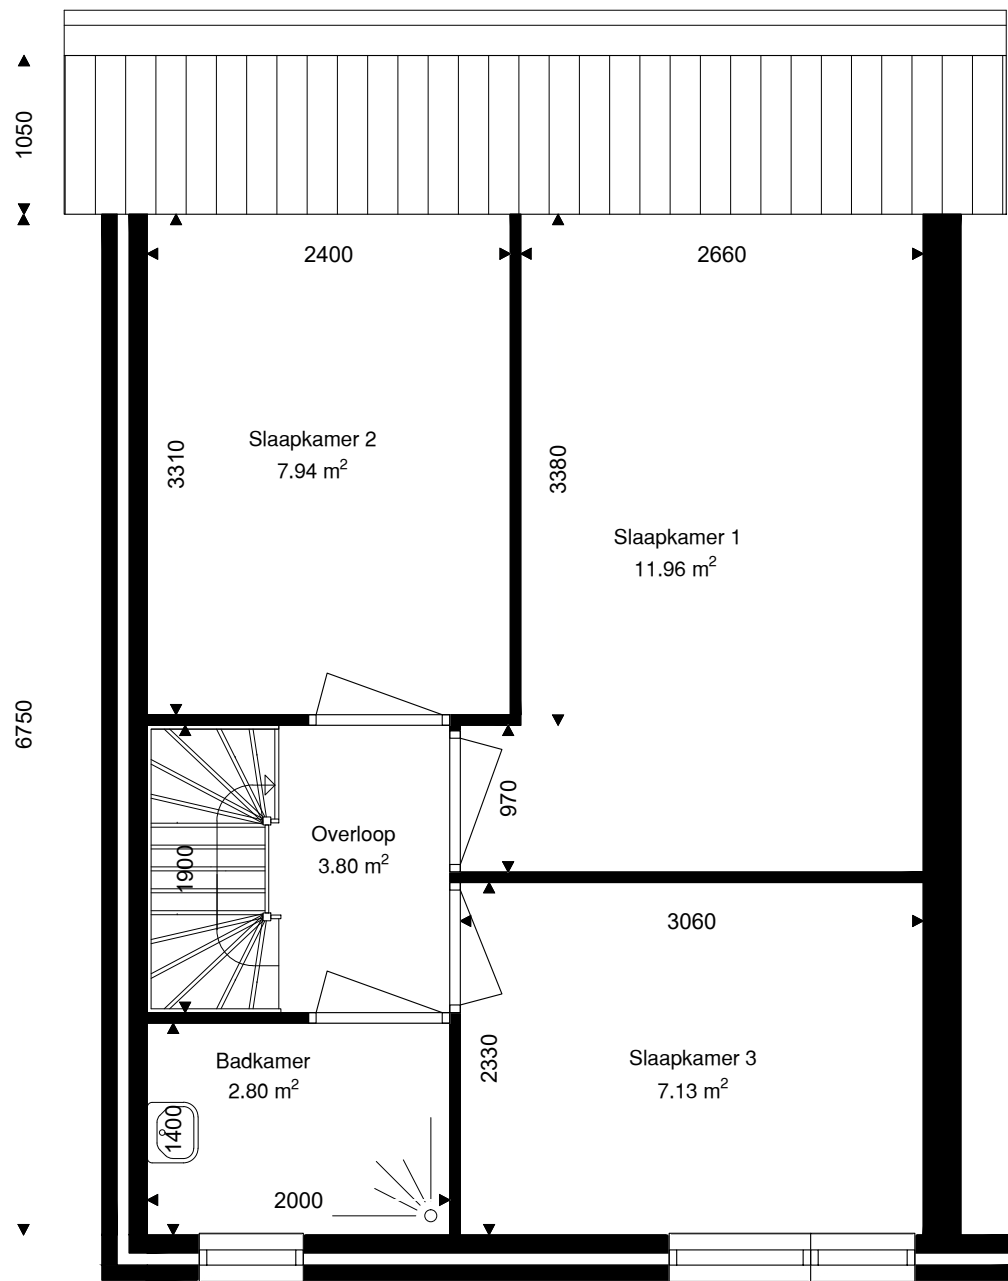 1050
2400
2660
Slaapkamer 2
7.94 m²
3310
3380
Slaapkamer 1
11.96 m²
6750
970
Overloop
3.80 m²
1900
3060
Badkamer
2.80 m²
2330
Slaapkamer 3
7.13 m²
1400
2000